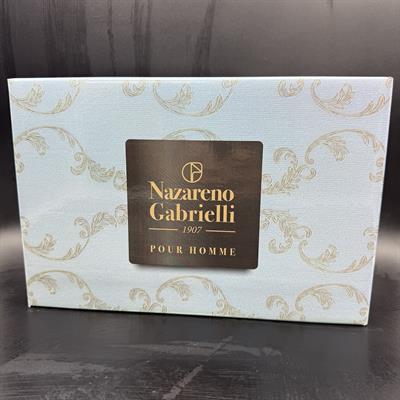 Nazareno
Gabrielli
1907
POUR HOMME